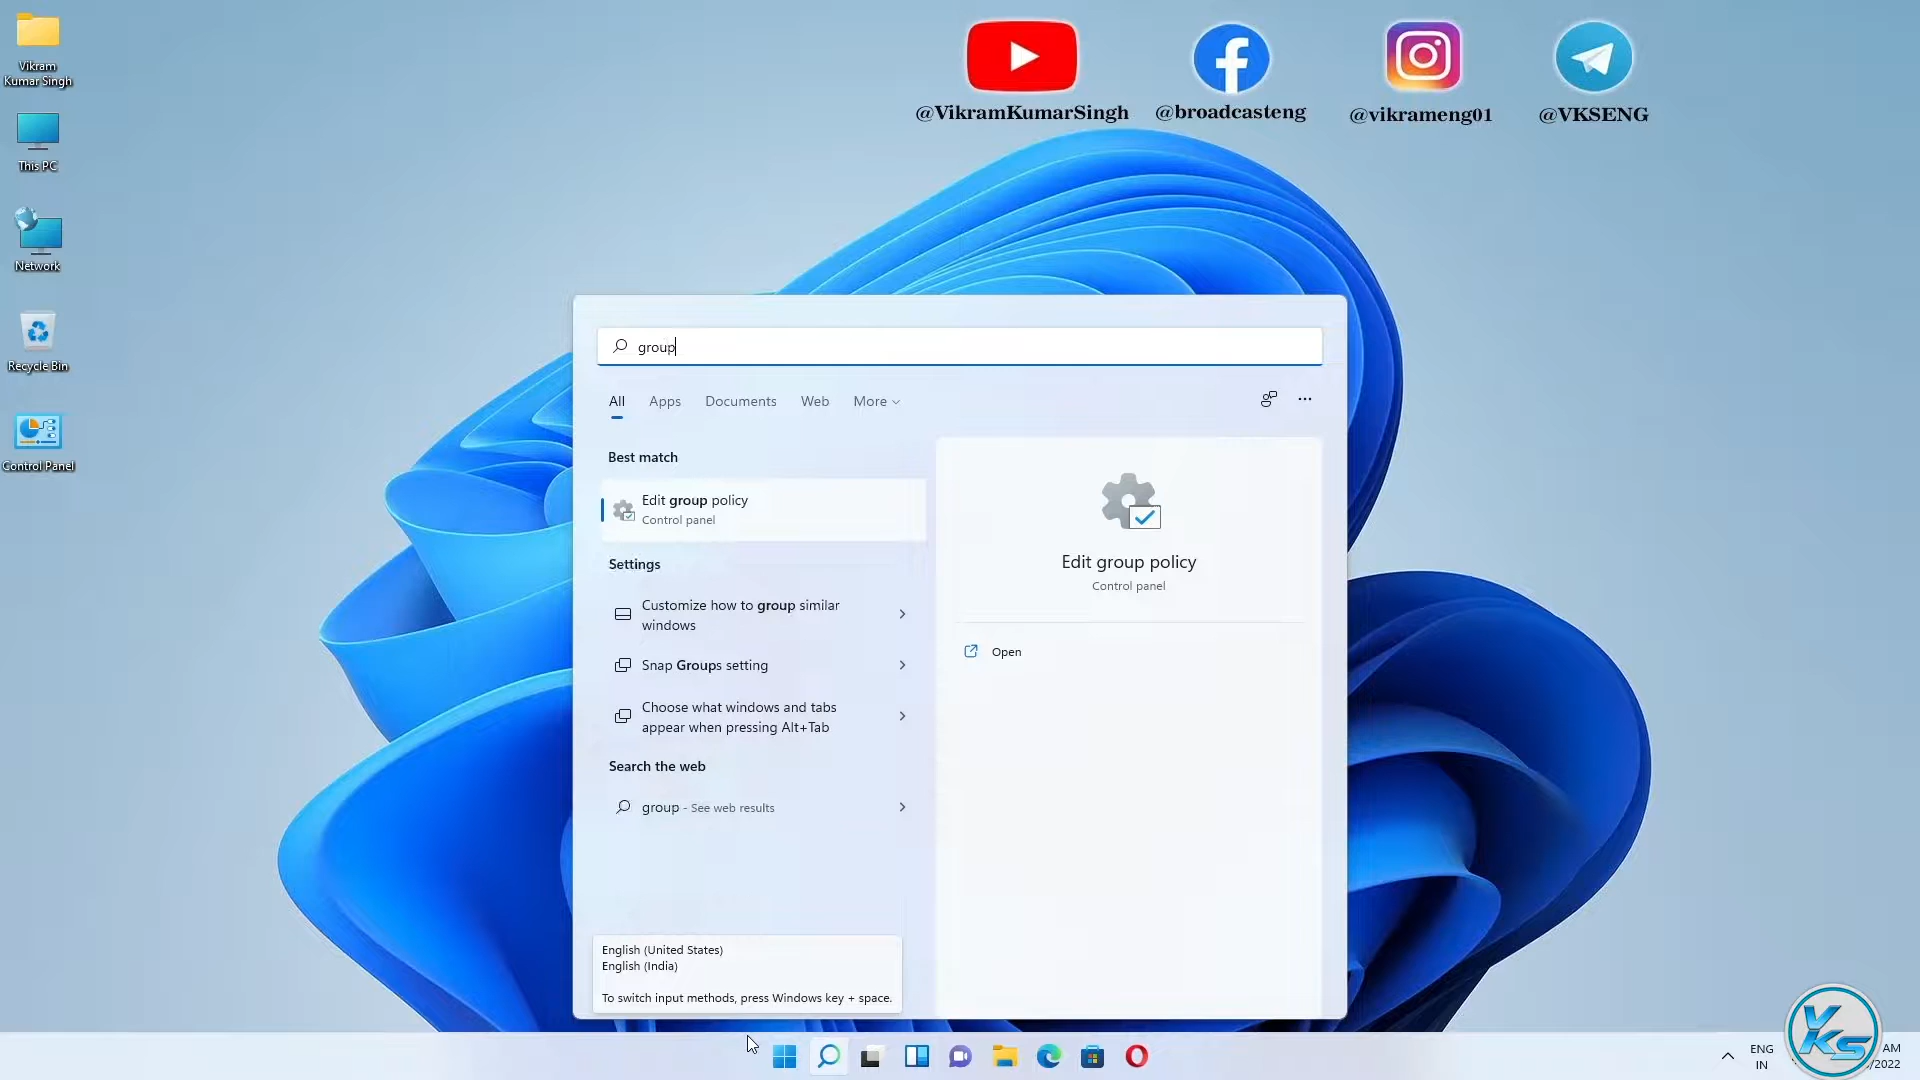 Vikram
Kumar Singh
This PC
Network
Recycle Bin
Control Panel
@VikramKumarSingh
@broadcasteng
@vikrameng01
@VKSENG
group
All Apps Documents Web More
Best match
Edit group policy
Control panel
Settings
Customize how to group similar
windows
Snap Groups setting
Choose what windows and tabs
appear when pressing Alt+Tab
Search the web
group - See web results
Edit group policy
Control panel
Open
English (United States)
English (India)
To switch input methods, press Windows key + space.
ENG
IN
VKS
AM
/2022